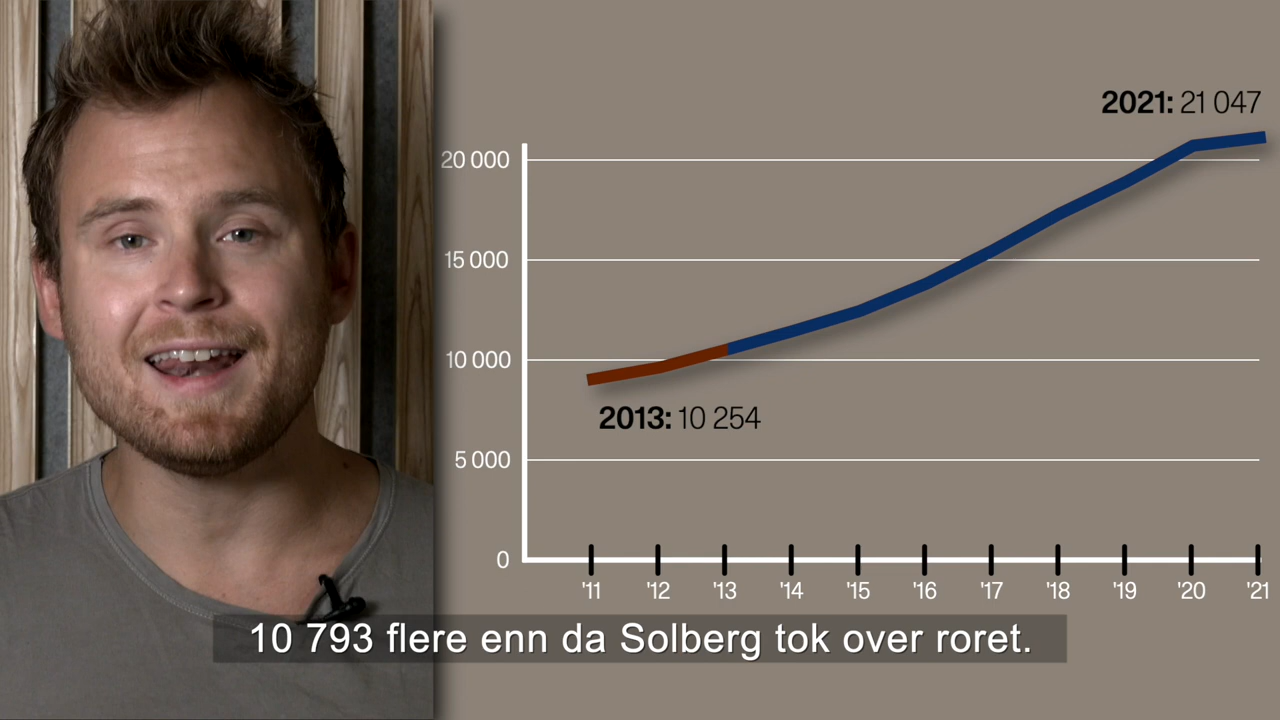 2021: 21 047
20 000
15 000
10 000
2013: 10 254
5 000
0
'11 '12 '13 '14 '15 '16 '17 '18 '19 '20 '21
10 793 flere enn da Solberg tok over roret.